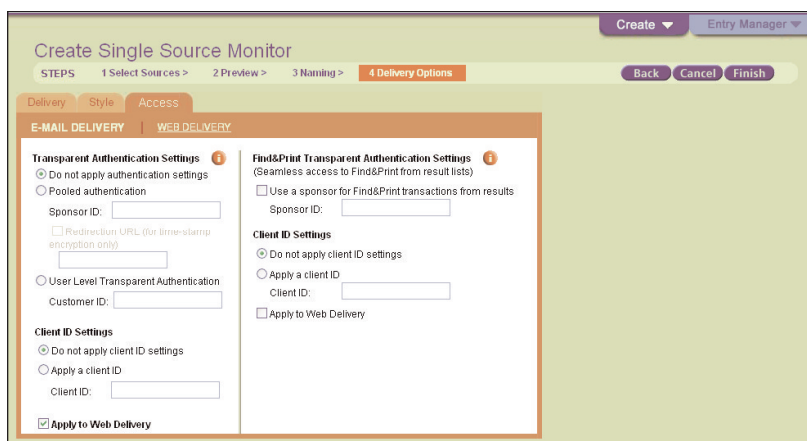 Create
Entry Manager
Create Single Source Monitor
STEPS 1 Select Sources > 2 Preview > 3 Naming > 4 Delivery Options
Back Cancel Finish
Delivery Style Access
E-MAIL DELIVERY | WEB DELIVERY
Transparent Authentication Settings
Do not apply authentication settings
Pooled authentication
Sponsor ID:
Redirection URL (for time-stamp
encryption only)
User Level Transparent Authentication
Customer ID:
Client ID Settings
Do not apply client ID settings
Apply a client ID
Client ID:
Apply to Web Delivery
Find&Print Transparent Authentication Settings
(Seamless access to Find&Print from result lists)
Use a sponsor for Find&Print transactions from results
Sponsor ID:
Client ID Settings
Do not apply client ID settings
Apply a client ID
Client ID:
Apply to Web Delivery